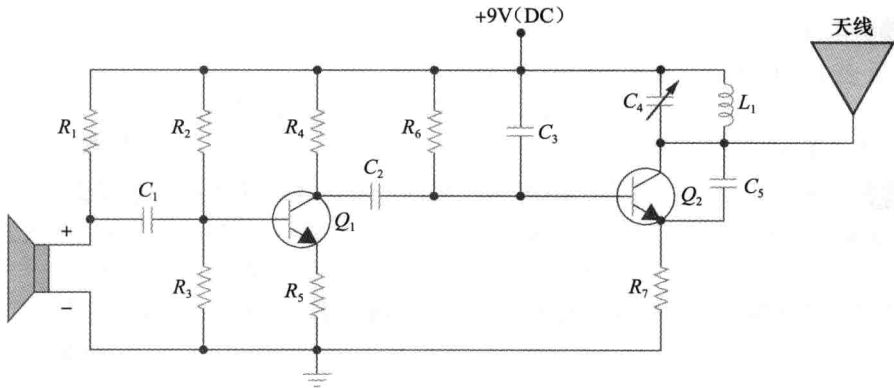 +9V(DC)
天线
R1 R2 R4 R6 C3 C4 L1
C1 C2 C5
+ Q1 Q2
R3 R5 R7
−